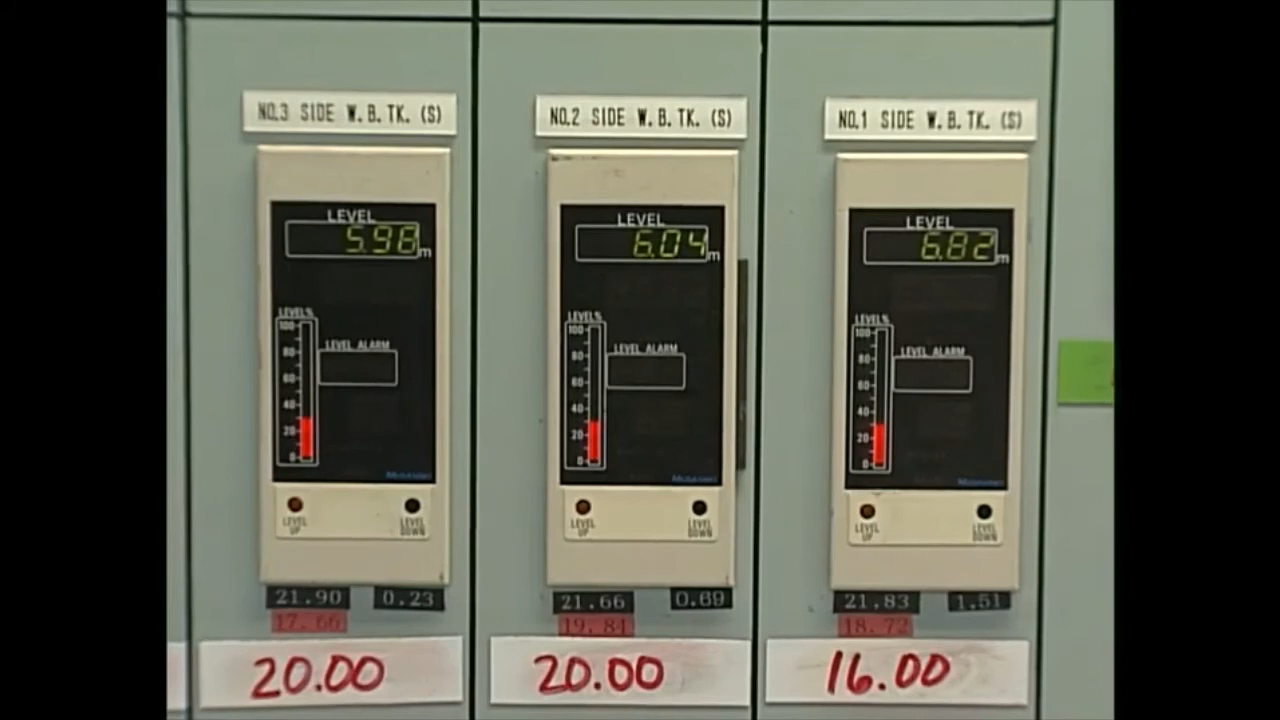 NO.3 SIDE W.B.TK. (S)
LEVEL
5.98 m
LEVEL%
100
80
60
40
20
0
LEVEL ALARM
LEVEL UP
LEVEL DOWN
21.90 0.23
17.66
20.00
NO.2 SIDE W.B.TK. (S)
LEVEL
6.04 m
LEVEL%
100
80
60
40
20
0
LEVEL ALARM
LEVEL UP
LEVEL DOWN
21.66 0.69
19.84
20.00
NO.1 SIDE W.B.TK. (S)
LEVEL
6.82 m
LEVEL%
100
80
60
40
20
0
LEVEL ALARM
LEVEL UP
LEVEL DOWN
21.83 1.51
18.72
16.00